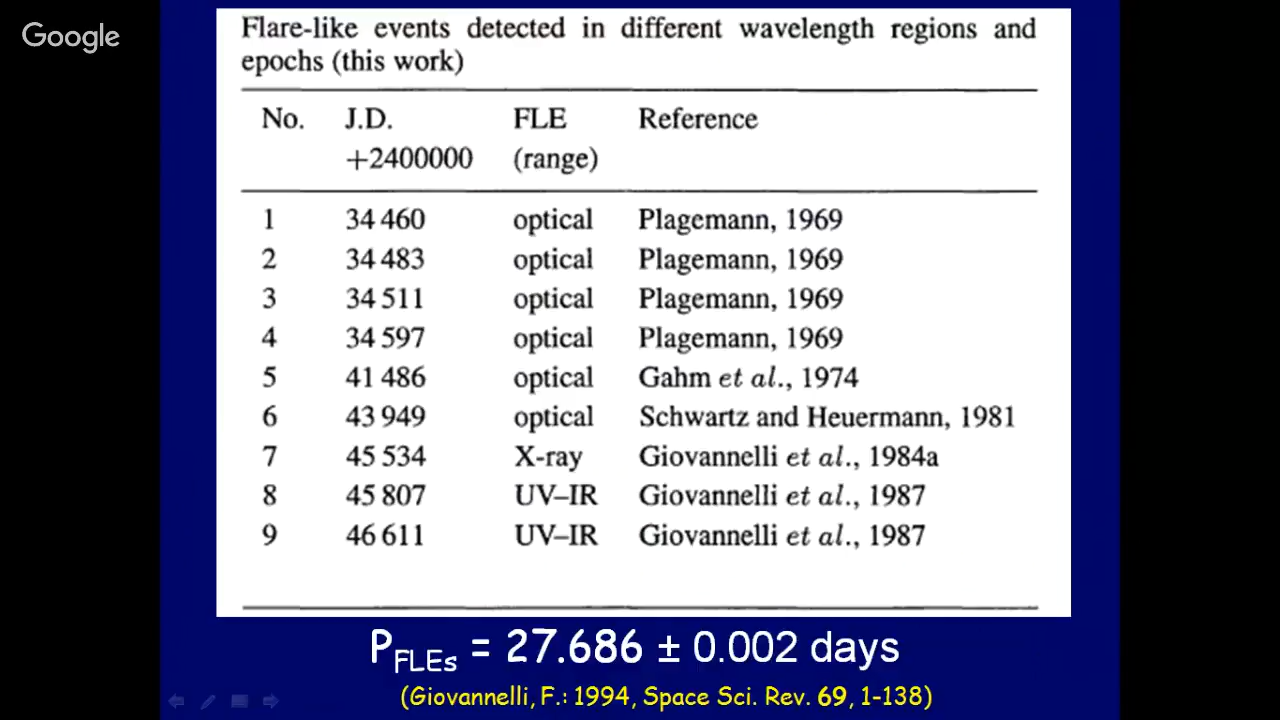 Google
Flare-like events detected in different wavelength regions and
epochs (this work)
No. J.D. FLE Reference
+2400000 (range)
1 34 460 optical Plagemann, 1969
2 34 483 optical Plagemann, 1969
3 34 511 optical Plagemann, 1969
4 34 597 optical Plagemann, 1969
5 41 486 optical Gahm et al., 1974
6 43 949 optical Schwartz and Heuermann, 1981
7 45 534 X-ray Giovannelli et al., 1984a
8 45 807 UV–IR Giovannelli et al., 1987
9 46 611 UV–IR Giovannelli et al., 1987
PFLEs = 27.686 ± 0.002 days
(Giovannelli, F.: 1994, Space Sci. Rev. 69, 1-138)